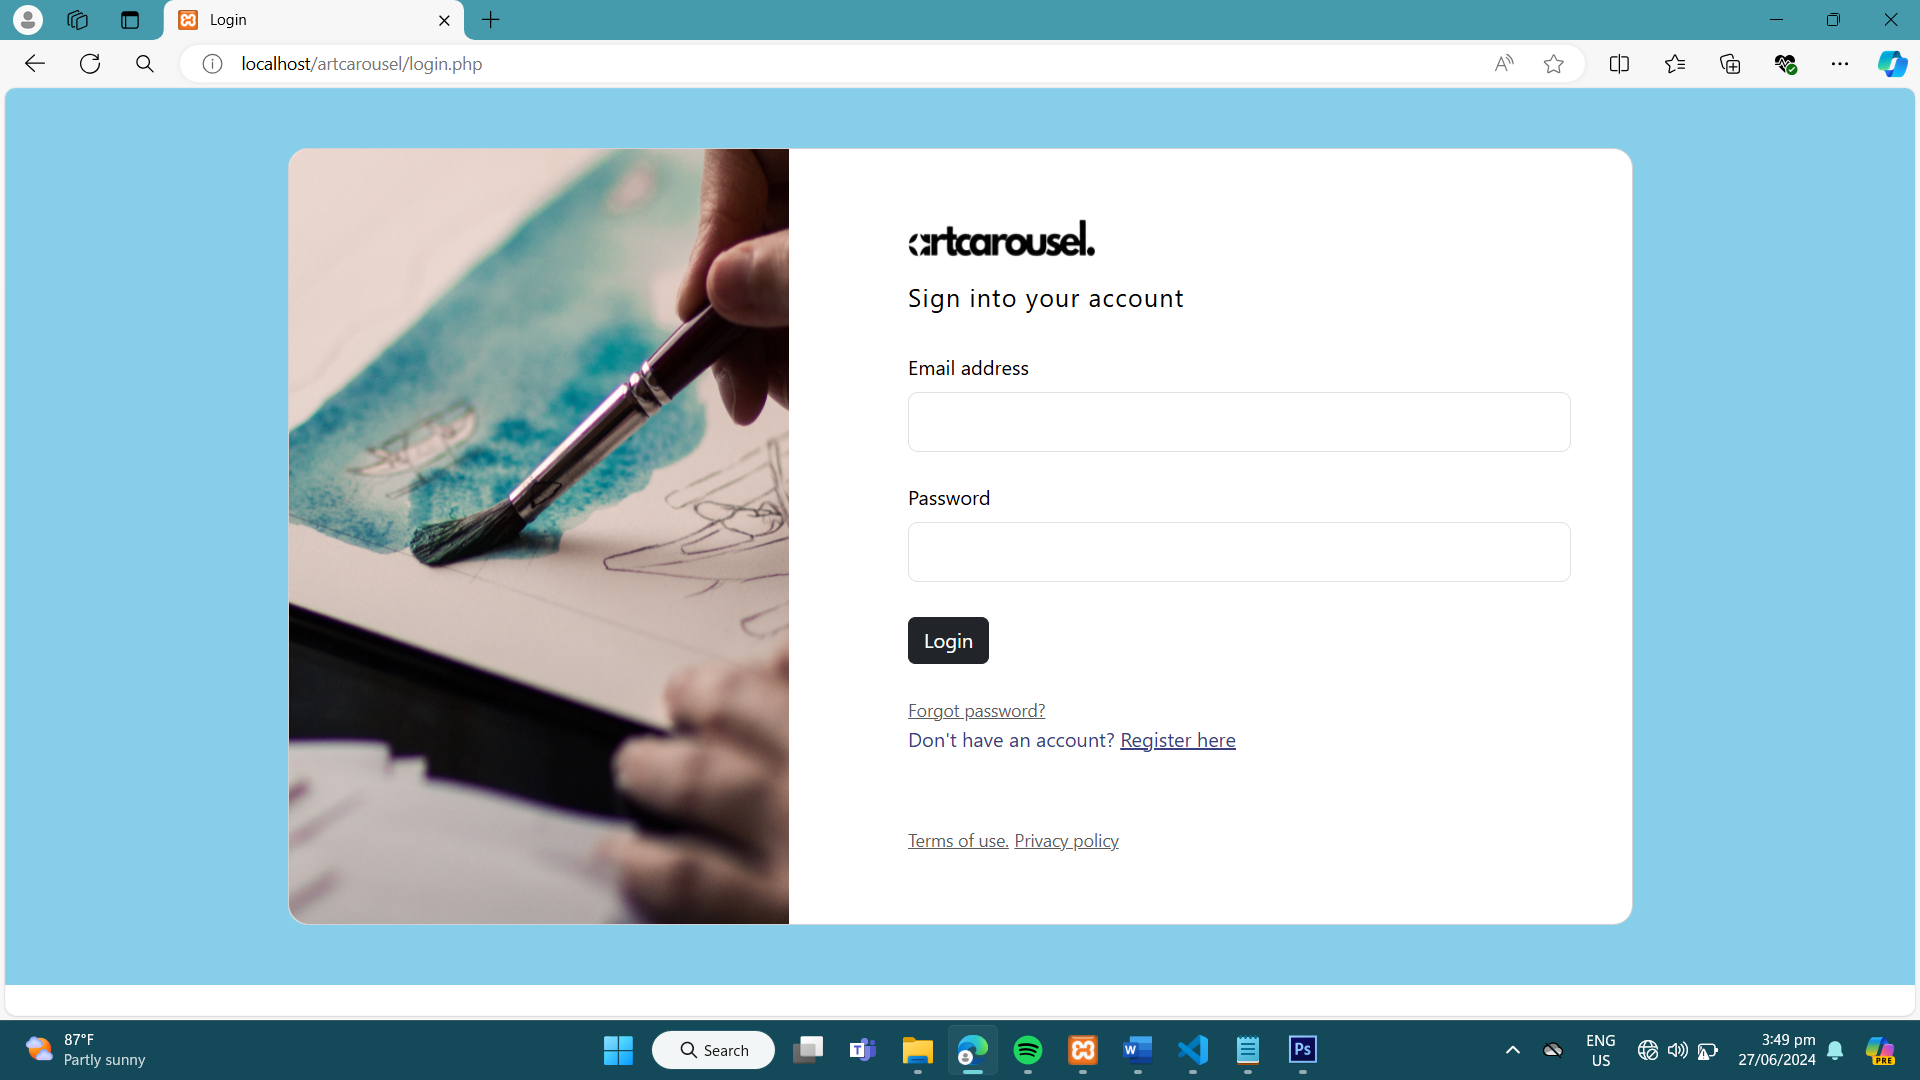 Login
localhost/artcarousel/login.php
artcarousel.
Sign into your account
Email address
Password
Login
Forgot password?
Don't have an account? Register here
Terms of use. Privacy policy
87°F
Partly sunny
Search
Ps
ENG
US
3:49 pm
27/06/2024
PRE